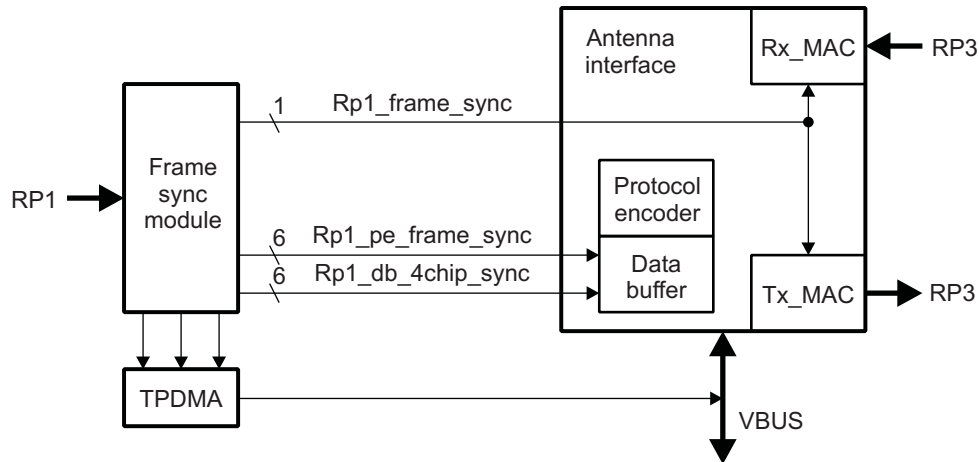 Antenna
interface
Rx_MAC
RP3
1
Rp1_frame_sync
Frame
sync
module
RP1
Protocol
encoder
6
Rp1_pe_frame_sync
6
Rp1_db_4chip_sync
Data
buffer
Tx_MAC
RP3
TPDMA
VBUS